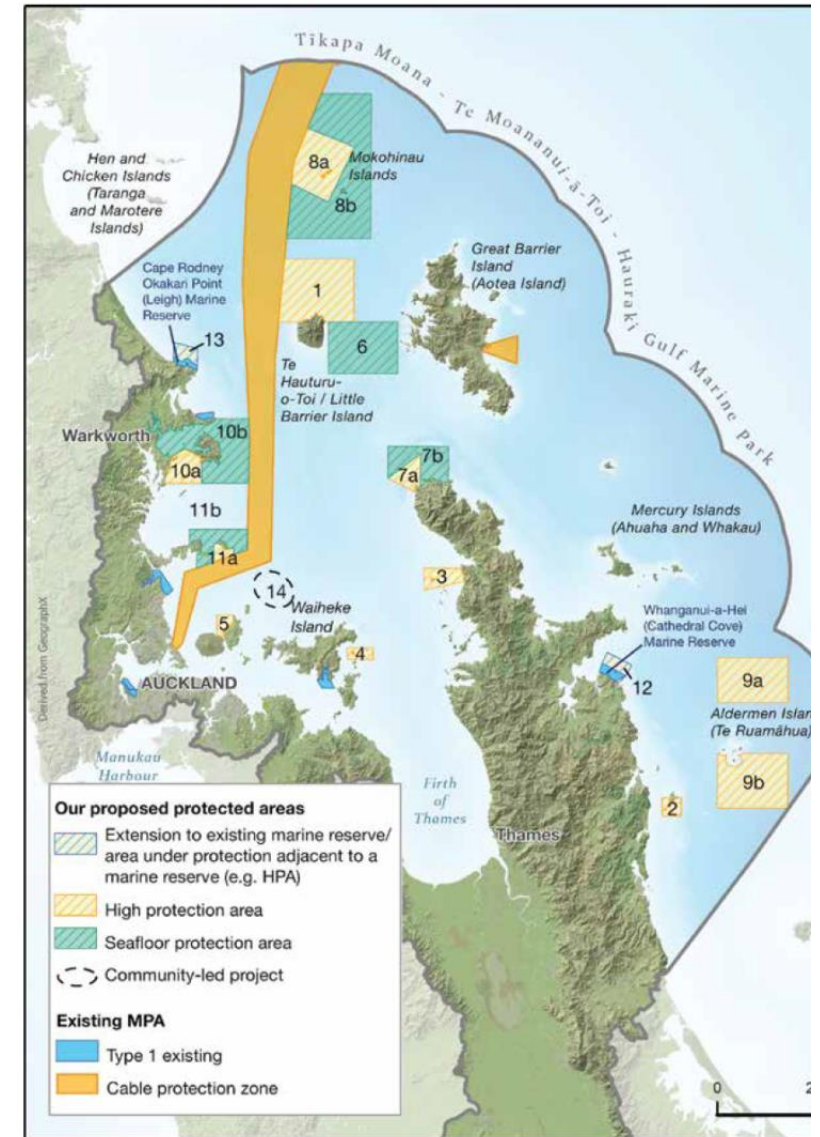 Tīkapa Moana - Te Moananui-ā-Toi - Hauraki Gulf Marine Park
Hen and
Chicken Islands
(Taranga
and Marotere
Islands)
8a
Mokohinau
Islands
8b
Cape Rodney
Okakari Point
(Leigh) Marine
Reserve
Great Barrier
Island
(Aotea Island)
1
13
6
Te
Hauturu-
o-Toi / Little
Barrier Island
Warkworth
10b
10a
7b
7a
11b
Mercury Islands
(Ahuaha and Whakau)
11a
3
14
Waiheke
Island
Whanganui-a-Hei
(Cathedral Cove)
Marine Reserve
5
4
12
9a
AUCKLAND
Derived from GeographX
Aldermen Islan
(Te Ruamāhua)
Manukau
Harbour
9b
2
Firth
of
Thames
Thames
Our proposed protected areas
Extension to existing marine reserve/
area under protection adjacent to a
marine reserve (e.g. HPA)
High protection area
Seafloor protection area
Community-led project
Existing MPA
Type 1 existing
Cable protection zone
0
2